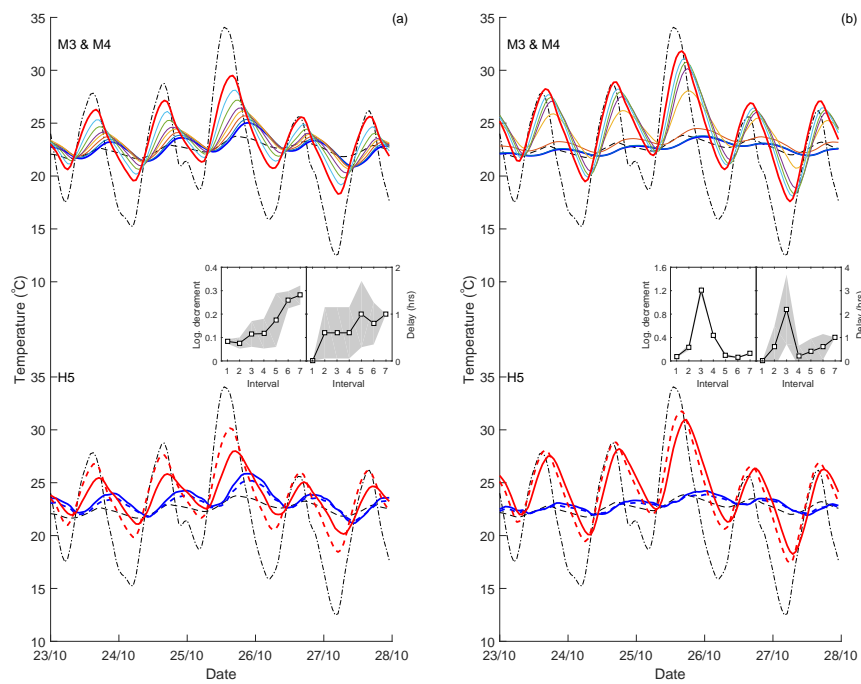 35
(a)
M3 & M4
30
25
20
15
10
0.4
0.3
0.2
0.1
0
Log. decrement
1 2 3 4 5 6 7
Interval
2
1
0
Delay (hrs)
1 2 3 4 5 6 7
Interval
Temperature (°C)
35
H5
30
25
20
15
10
23/10 24/10 25/10 26/10 27/10 28/10
Date
35
(b)
M3 & M4
30
25
20
15
10
1.6
1.2
0.8
0.4
0
Log. decrement
1 2 3 4 5 6 7
Interval
4
3
2
1
0
Delay (hrs)
1 2 3 4 5 6 7
Interval
Temperature (°C)
35
H5
30
25
20
15
10
23/10 24/10 25/10 26/10 27/10 28/10
Date